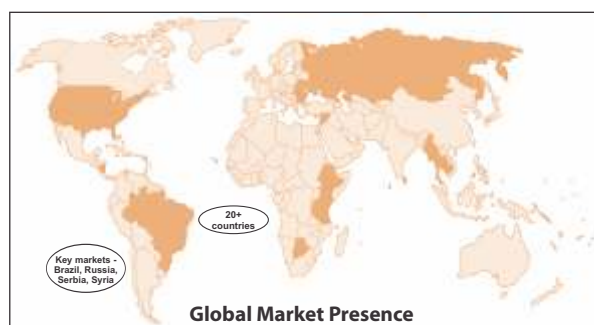 20+
countries
Key markets -
Brazil, Russia,
Serbia, Syria
Global Market Presence